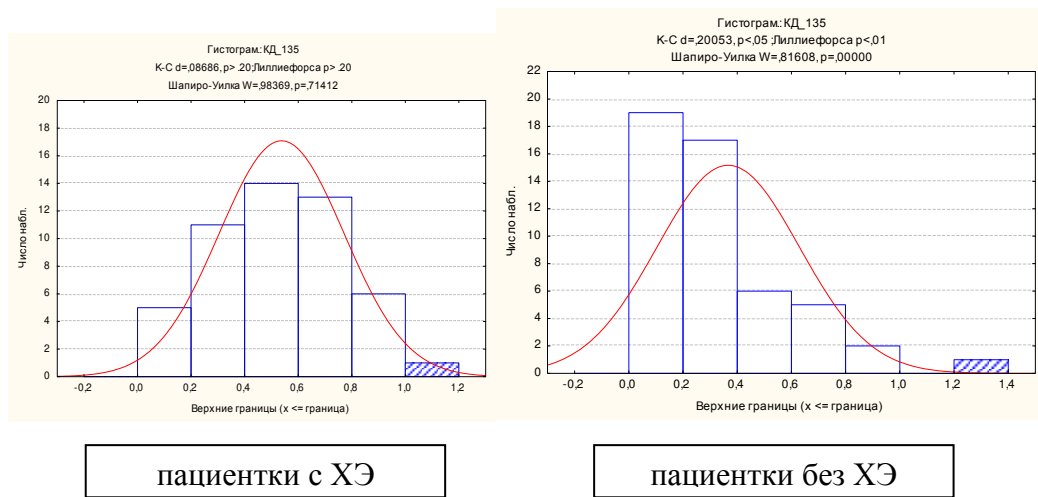 Гистограм.: КД_135
K-C d=,08686, p> .20; Лиллиефорса p> .20
Шапиро-Уилка W=,98369, p=,71412
20
18
16
14
12
10
8
6
4
2
0
Число набл.
-0,2 0,0 0,2 0,4 0,6 0,8 1,0 1,2
Верхние границы (x <= граница)
пациентки с ХЭ
Гистограм.: КД_135
K-C d=,20053, p<,05 ;Лиллиефорса p<,01
Шапиро-Уилка W=,81608, p=,00000
22
20
18
16
14
12
10
8
6
4
2
0
Число набл.
-0,2 0,0 0,2 0,4 0,6 0,8 1,0 1,2 1,4
Верхние границы (x <= граница)
пациентки без ХЭ